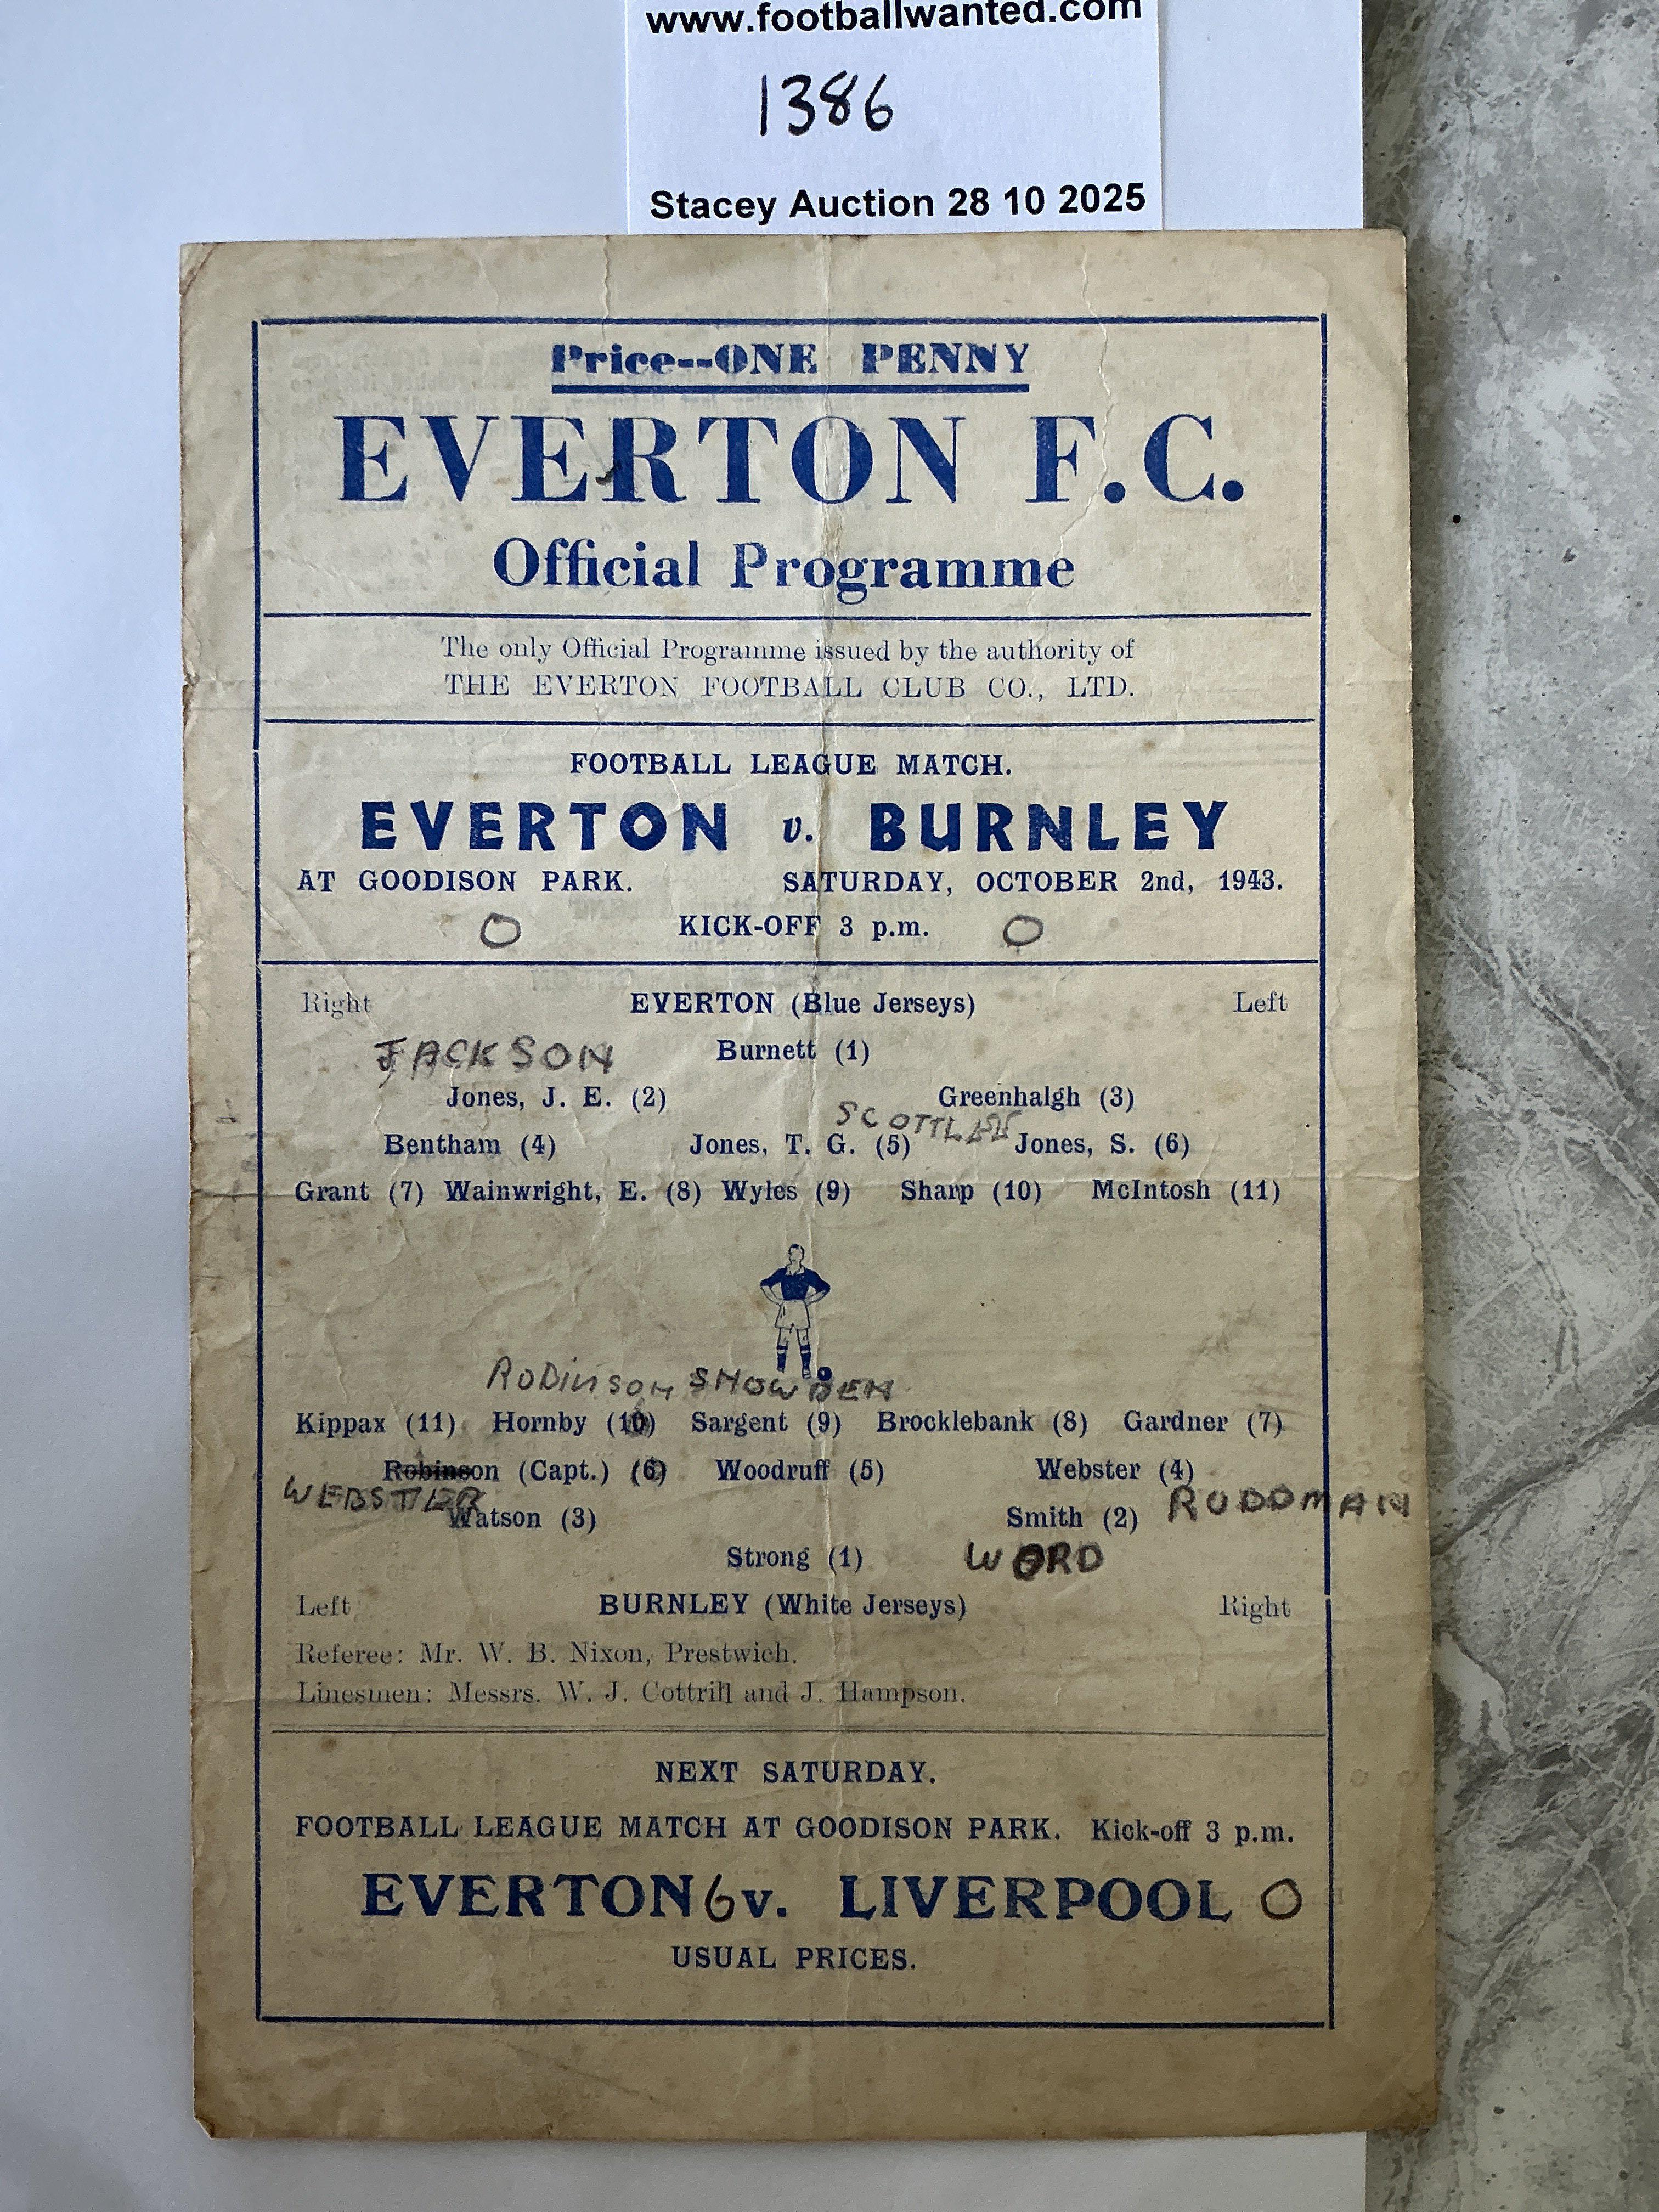 www.footballwanted.com
1386
Stacey Auction 28 10 2025
Price--ONE PENNY
EVERTON F.C.
Official Programme
The only Official Programme issued by the authority of
THE EVERTON FOOTBALL CLUB CO., LTD.
FOOTBALL LEAGUE MATCH.
EVERTON v. BURNLEY
AT GOODISON PARK. SATURDAY, OCTOBER 2nd, 1943.
O KICK-OFF 3 p.m. O
Right EVERTON (Blue Jerseys) Left
JACKSON Burnett (1)
Jones, J. E. (2) Greenhalgh (3)
Bentham (4) Jones, T. G. (5) Jones, S. (6)
Grant (7) Wainwright, E. (8) Wyles (9) Sharp (10) McIntosh (11)
ROBINSON SNOWDEN
Kippax (11) Hornby (10) Sargent (9) Brocklebank (8) Gardner (7)
Robinson (Capt.) (6) Woodruff (5) Webster (4)
WEBSTER RUDDMAN
Watson (3) Smith (2)
Strong (1) WARD
Left BURNLEY (White Jerseys) Right
Referee: Mr. W. B. Nixon, Prestwich.
Linesmen: Messrs. W. J. Cottrill and J. Hampson.
NEXT SATURDAY.
FOOTBALL LEAGUE MATCH AT GOODISON PARK. Kick-off 3 p.m.
EVERTON 6 v. LIVERPOOL O
USUAL PRICES.